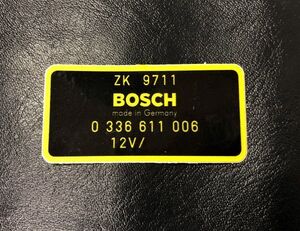 ZK 9711
BOSCH
made in Germany
0 336 611 006
12V/